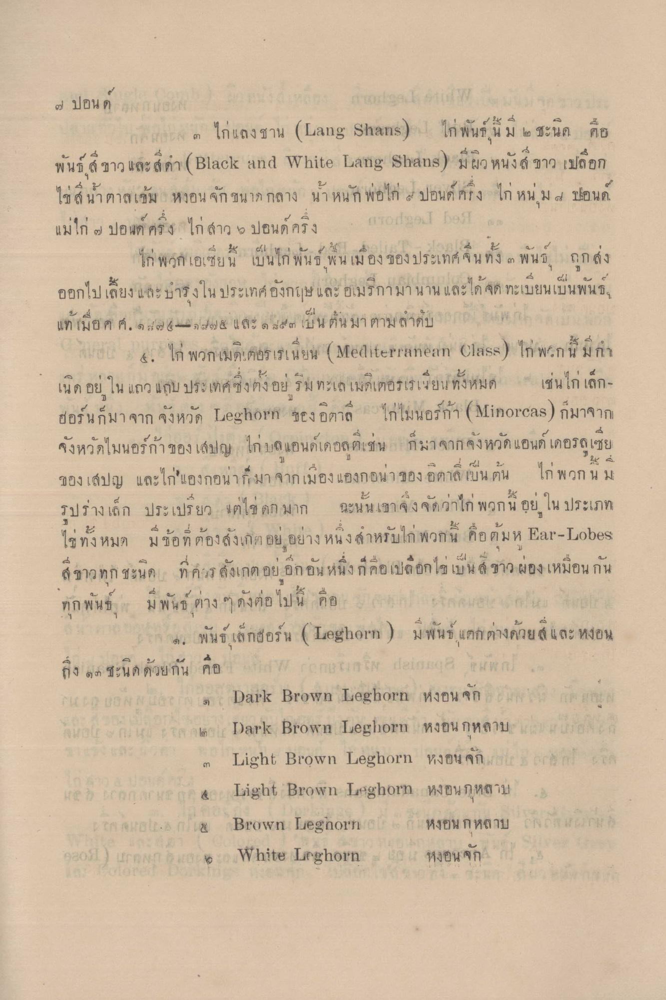 ๗ ปอนด์
๓ ไก่แลงชาน (Lang Shans) ไก่พันธุ์นี้มี ๒ ชะนิด คือ
พันธุ์สีขาวและสีดำ (Black and White Lang Shans) มีผิวหนังสีขาว เปลือก
ไข่สีน้ำตาลเข้ม หงอนจักขนาดกลาง น้ำหนักพ่อไก่ ๙ ปอนด์ครึ่ง ไก่หนุ่ม ๘ ปอนด์
แม่ไก่ ๗ ปอนด์ครึ่ง ไก่สาว ๖ ปอนด์ครึ่ง
ไก่พวกเอเซียนี้ เป็นไก่พันธุ์พื้นเมืองของประเทศจีนทั้ง ๓ พันธุ์ ถูกส่ง
ออกไปเลี้ยงและบำรุงในประเทศอังกฤษและอเมริกามานานและได้จดทะเบียนเป็นพันธุ์
แท้เมื่อ ค ศ. ๑๘๗๔—๑๘๗๕ และ ๑๘๙๓ เป็นต้นมาตามลำดับ
๔. ไก่พวกเมดิเตอรเรเนียน (Mediterranean Class) ไก่พวกนี้มีกำ
เนิดอยู่ในแถวแถบประเทศซึ่งตั้งอยู่ริมทะเลเมดิเตอรเรเนียนทั้งหมด เช่นไก่เล็ก-
ฮอร์นก็มาจากจังหวัด Leghorn ของอิตาลี ไก่ไมนอร์ก้า (Minorcas) ก็มาจาก
จังหวัดไมนอร์ก้าของเสปญ ไก่บลูแอนด์เดอลูตีเช่น ก็มาจากจังหวัดแอนด์เดอรลูเซีย
ของเสปญ และไก่แองกอน่าก็มาจากเมืองแองกอน่าของอิตาลี่เป็นต้น ไก่พวกนี้มี
รูปร่างเล็ก ประเปรียว แต่ไข่ดกมาก ฉะนั้นเขาจึงจัดว่าไก่พวกนี้อยู่ในประเภท
ไข่ทั้งหมด มีข้อที่ต้องสังเกตอยู่อย่างหนึ่งสำหรับไก่พวกนี้ คือตุ้มหู Ear-Lobes
สีขาวทุกชะนิด ที่ควรสังเกตอยู่อีกอันหนึ่งก็คือเปลือกไข่เป็นสีขาวผ่องเหมือนกัน
ทุกพันธุ์ มีพันธุ์ต่าง ๆ ดังต่อไปนี้ คือ
๑. พันธุ์เล็กฮอร์น (Leghorn) มีพันธุ์แตกต่างด้วยสีและหงอน
ถึง ๑๓ ชะนิดด้วยกัน คือ
๑ Dark Brown Leghorn หงอนจัก
๒ Dark Brown Leghorn หงอนกุหลาบ
๓ Light Brown Leghorn หงอนจัก
๔ Light Brown Leghorn หงอนกุหลาบ
๕ Brown Leghorn หงอนกุหลาบ
๖ White Leghorn หงอนจัก